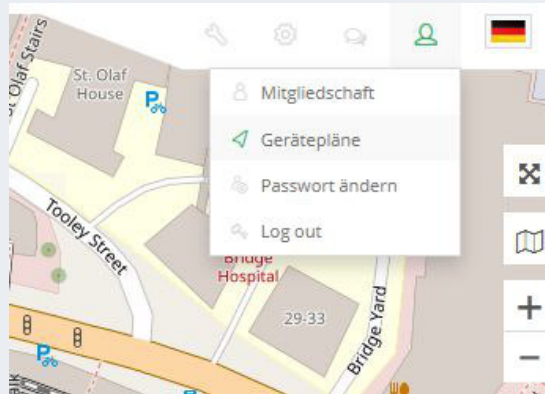 Olaf Stairs
St. Olaf
House
Mitgliedschaft
Gerätepläne
Passwort ändern
Log out
Tooley Street
Bridge
Hospital
29-33
Bridge Yard